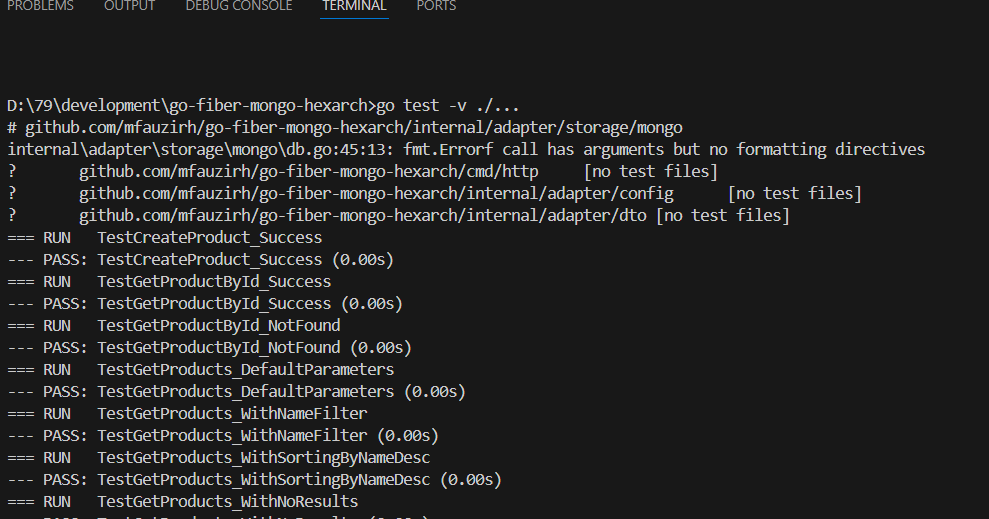 PROBLEMS OUTPUT DEBUG CONSOLE TERMINAL PORTS
D:\79\development\go-fiber-mongo-hexarch>go test -v ./...
# github.com/mfauzirh/go-fiber-mongo-hexarch/internal/adapter/storage/mongo
internal\adapter\storage\mongo\db.go:45:13: fmt.Errorf call has arguments but no formatting directives
? github.com/mfauzirh/go-fiber-mongo-hexarch/cmd/http [no test files]
? github.com/mfauzirh/go-fiber-mongo-hexarch/internal/adapter/config [no test files]
? github.com/mfauzirh/go-fiber-mongo-hexarch/internal/adapter/dto [no test files]
=== RUN TestCreateProduct_Success
--- PASS: TestCreateProduct_Success (0.00s)
=== RUN TestGetProductById_Success
--- PASS: TestGetProductById_Success (0.00s)
=== RUN TestGetProductById_NotFound
--- PASS: TestGetProductById_NotFound (0.00s)
=== RUN TestGetProducts_DefaultParameters
--- PASS: TestGetProducts_DefaultParameters (0.00s)
=== RUN TestGetProducts_WithNameFilter
--- PASS: TestGetProducts_WithNameFilter (0.00s)
=== RUN TestGetProducts_WithSortingByNameDesc
--- PASS: TestGetProducts_WithSortingByNameDesc (0.00s)
=== RUN TestGetProducts_WithNoResults